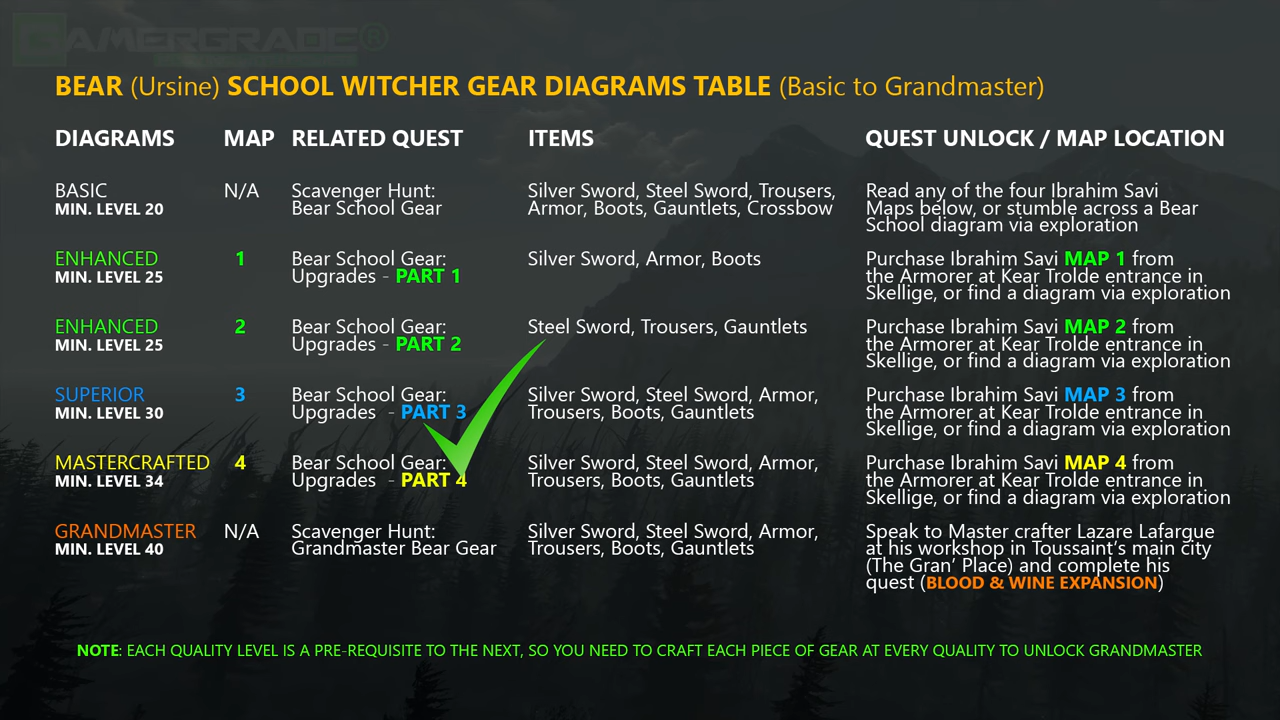 GAMERGRADE®
BEAR (Ursine) SCHOOL WITCHER GEAR DIAGRAMS TABLE (Basic to Grandmaster)
DIAGRAMS MAP RELATED QUEST ITEMS QUEST UNLOCK / MAP LOCATION
BASIC N/A Scavenger Hunt: Silver Sword, Steel Sword, Trousers, Read any of the four Ibrahim Savi
MIN. LEVEL 20 Bear School Gear Armor, Boots, Gauntlets, Crossbow Maps below, or stumble across a Bear
School diagram via exploration
ENHANCED 1 Bear School Gear: Silver Sword, Armor, Boots Purchase Ibrahim Savi MAP 1 from
MIN. LEVEL 25 Upgrades - PART 1 the Armorer at Kear Trolde entrance in
Skellige, or find a diagram via exploration
ENHANCED 2 Bear School Gear: Steel Sword, Trousers, Gauntlets Purchase Ibrahim Savi MAP 2 from
MIN. LEVEL 25 Upgrades - PART 2 the Armorer at Kear Trolde entrance in
Skellige, or find a diagram via exploration
SUPERIOR 3 Bear School Gear: Silver Sword, Steel Sword, Armor, Purchase Ibrahim Savi MAP 3 from
MIN. LEVEL 30 Upgrades - PART 3 Trousers, Boots, Gauntlets the Armorer at Kear Trolde entrance in
Skellige, or find a diagram via exploration
MASTERCRAFTED 4 Bear School Gear: Silver Sword, Steel Sword, Armor, Purchase Ibrahim Savi MAP 4 from
MIN. LEVEL 34 Upgrades - PART 4 Trousers, Boots, Gauntlets the Armorer at Kear Trolde entrance in
Skellige, or find a diagram via exploration
GRANDMASTER N/A Scavenger Hunt: Silver Sword, Steel Sword, Armor, Speak to Master crafter Lazare Lafargue
MIN. LEVEL 40 Grandmaster Bear Gear Trousers, Boots, Gauntlets at his workshop in Toussaint's main city
(The Gran' Place) and complete his
quest (BLOOD & WINE EXPANSION)
NOTE: EACH QUALITY LEVEL IS A PRE-REQUISITE TO THE NEXT, SO YOU NEED TO CRAFT EACH PIECE OF GEAR AT EVERY QUALITY TO UNLOCK GRANDMASTER